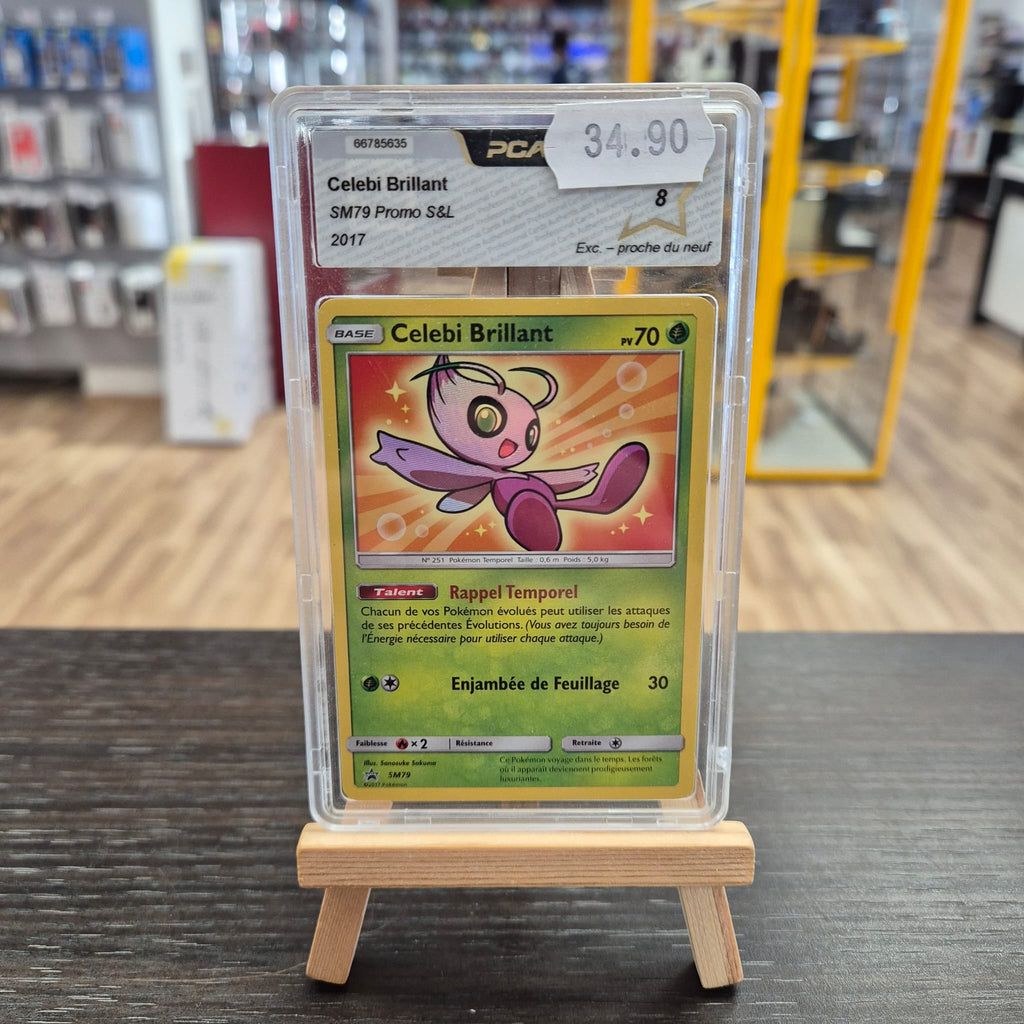 66785635
PCA
34.90
Celebi Brillant
SM79 Promo S&L
2017
8
Exc. – proche du neuf
BASE
Celebi Brillant
PV 70
N° 251 Pokémon Temporel Taille : 0,6 m Poids : 5,0 kg
Talent Rappel Temporel
Chacun de vos Pokémon évolués peut utiliser les attaques
de ses précédentes Évolutions. (Vous avez toujours besoin de
l'Énergie nécessaire pour utiliser chaque attaque.)
Enjambée de Feuillage 30
Faiblesse × 2 Résistance Retraite
Illus. Sanosuke Sakuma
SM79
©2017 Pokémon
Ce Pokémon voyage dans le temps. Les forêts
où il apparaît deviennent prodigieusement
luxuriantes.